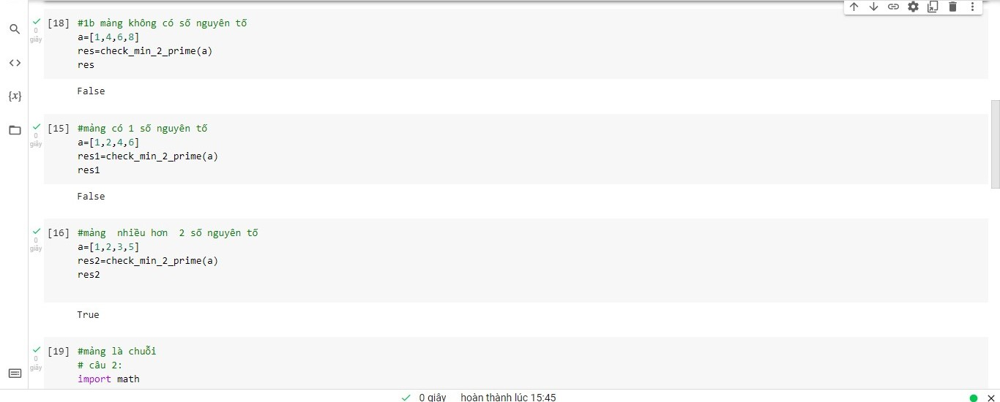 [18] #1b mảng không có số nguyên tố
a=[1,4,6,8]
res=check_min_2_prime(a)
res
0
giây
False
[15] #mảng có 1 số nguyên tố
a=[1,2,4,6]
res1=check_min_2_prime(a)
res1
0
giây
False
[16] #mảng  nhiều hơn  2 số nguyên tố
a=[1,2,3,5]
res2=check_min_2_prime(a)
res2
0
giây
True
[19] #mảng là chuỗi
# câu 2:
import math
0
giây
{x}
0 giây hoàn thành lúc 15:45